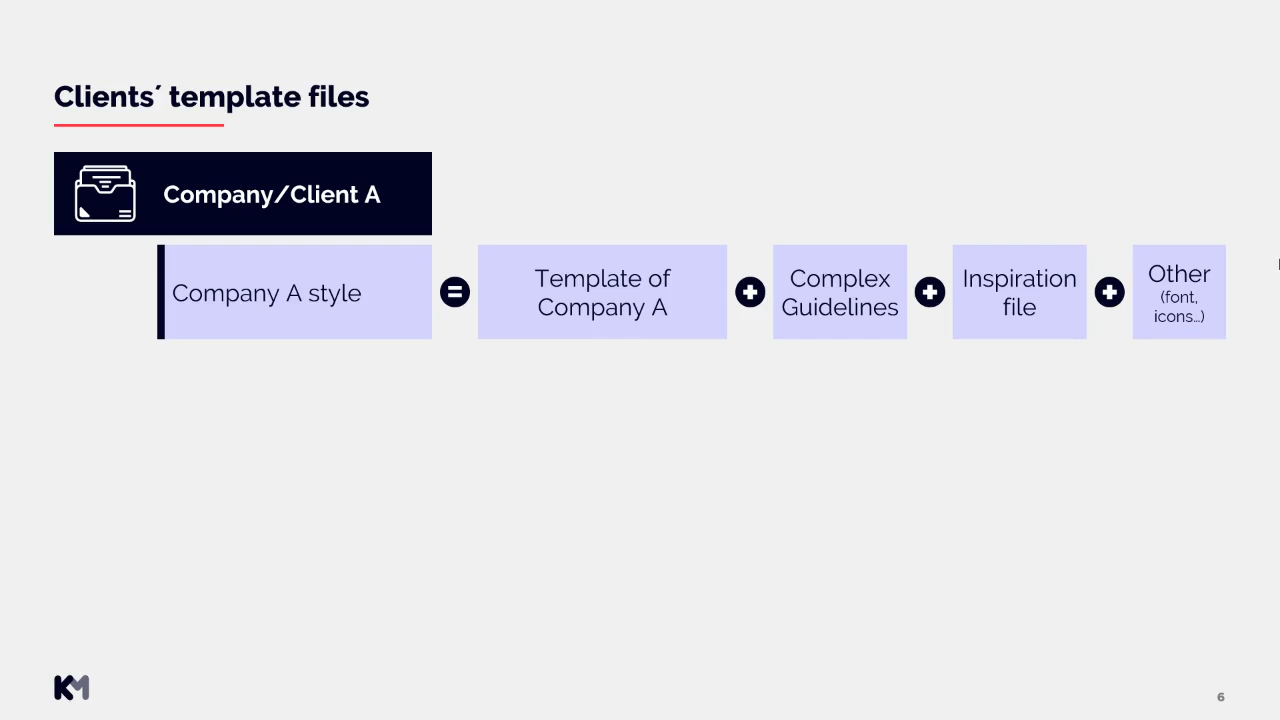 Clients´ template files
Company/Client A
Company A style
Template of
Company A
Complex
Guidelines
Inspiration
file
Other
(font,
icons…)
KM
6